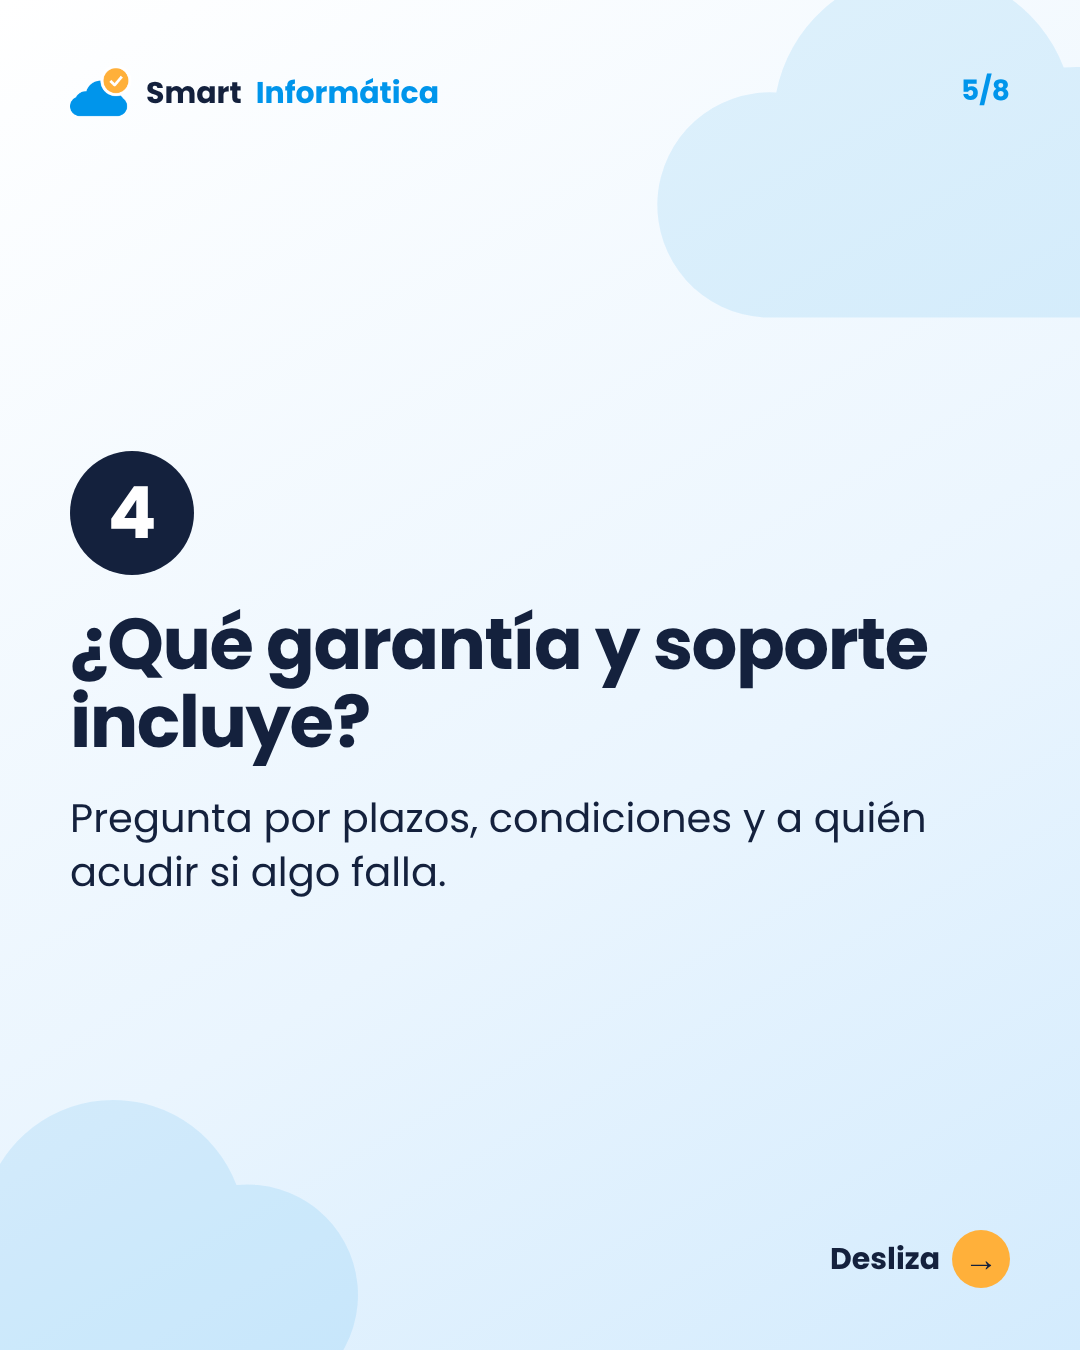 Smart Informática
5/8
4
¿Qué garantía y soporte
incluye?
Pregunta por plazos, condiciones y a quién
acudir si algo falla.
Desliza →